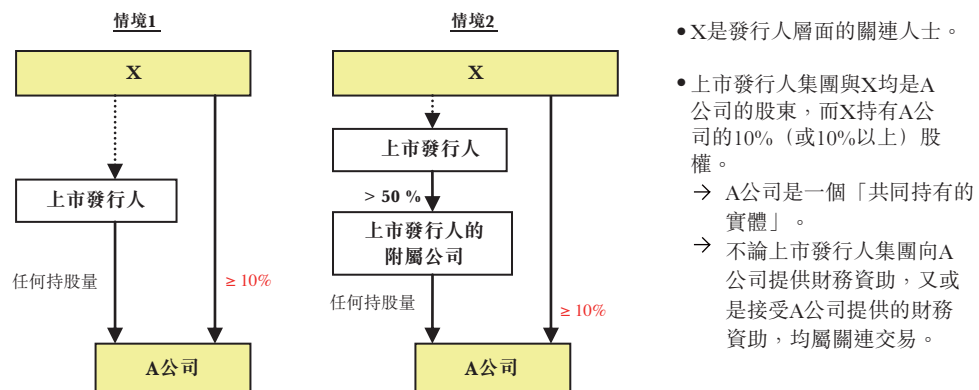 情境1
X
上市發行人
任何持股量
≥ 10%
A公司
情境2
X
上市發行人
> 50 %
上市發行人的
附屬公司
任何持股量
≥ 10%
A公司
•X是發行人層面的關連人士。
•上市發行人集團與X均是A
公司的股東，而X持有A公
司的10%（或10%以上）股
權。
→ A公司是一個「共同持有的
實體」。
→ 不論上市發行人集團向A
公司提供財務資助，又或
是接受A公司提供的財務
資助，均屬關連交易。